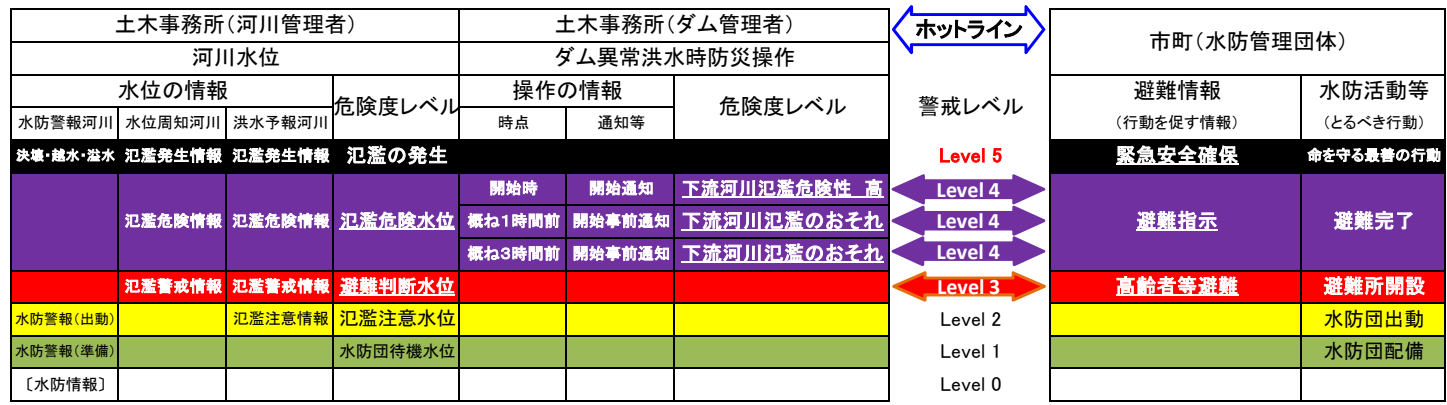 土木事務所(河川管理者) 土木事務所(ダム管理者) ホットライン 市町(水防管理団体)
河川水位 ダム異常洪水時防災操作
水位の情報 危険度レベル 操作の情報 危険度レベル 警戒レベル 避難情報 水防活動等
水防警報河川 水位周知河川 洪水予報河川 時点 通知等 (行動を促す情報) (とるべき行動)
決壊・越水・溢水 氾濫発生情報 氾濫発生情報 氾濫の発生 Level 5 緊急安全確保 命を守る最善の行動
開始時 開始通知 下流河川氾濫危険性 高 Level 4
氾濫危険情報 氾濫危険情報 氾濫危険水位 概ね1時間前 開始事前通知 下流河川氾濫のおそれ Level 4 避難指示 避難完了
概ね3時間前 開始事前通知 下流河川氾濫のおそれ Level 4
氾濫警戒情報 氾濫警戒情報 避難判断水位 Level 3 高齢者等避難 避難所開設
水防警報(出動) 氾濫注意情報 氾濫注意水位 Level 2 水防団出動
水防警報(準備) 水防団待機水位 Level 1 水防団配備
〔水防情報〕 Level 0